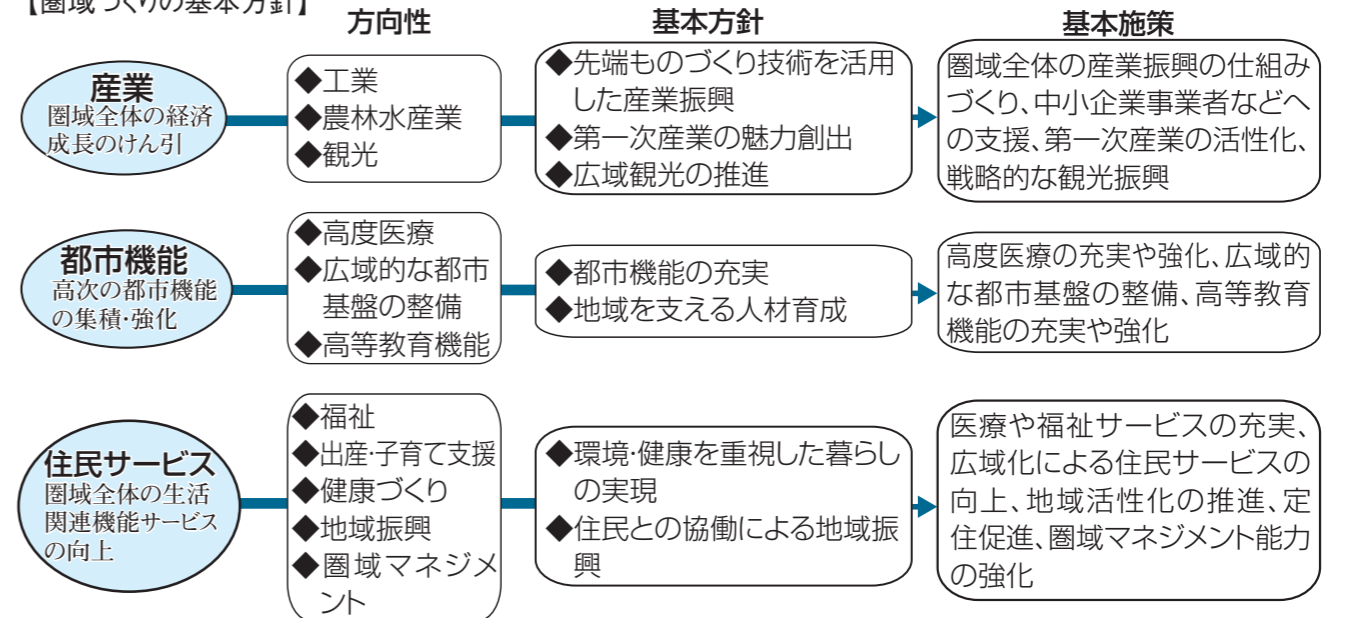 【圏域づくりの基本方針】
方向性
基本方針
基本施策
産業
圏域全体の経済
成長のけん引
◆工業
◆農林水産業
◆観光
◆先端ものづくり技術を活用
した産業振興
◆第一次産業の魅力創出
◆広域観光の推進
圏域全体の産業振興の仕組み
づくり、中小企業事業者などへ
の支援、第一次産業の活性化、
戦略的な観光振興
都市機能
高次の都市機能
の集積・強化
◆高度医療
◆広域的な都市
基盤の整備
◆高等教育機能
◆都市機能の充実
◆地域を支える人材育成
高度医療の充実や強化、広域的
な都市基盤の整備、高等教育
機能の充実や強化
住民サービス
圏域全体の生活
関連機能サービス
の向上
◆福祉
◆出産・子育て支援
◆健康づくり
◆地域振興
◆圏域マネジメ
ント
◆環境・健康を重視した暮らし
の実現
◆住民との協働による地域振
興
医療や福祉サービスの充実、
広域化による住民サービスの
向上、地域活性化の推進、定
住促進、圏域マネジメント能力
の強化